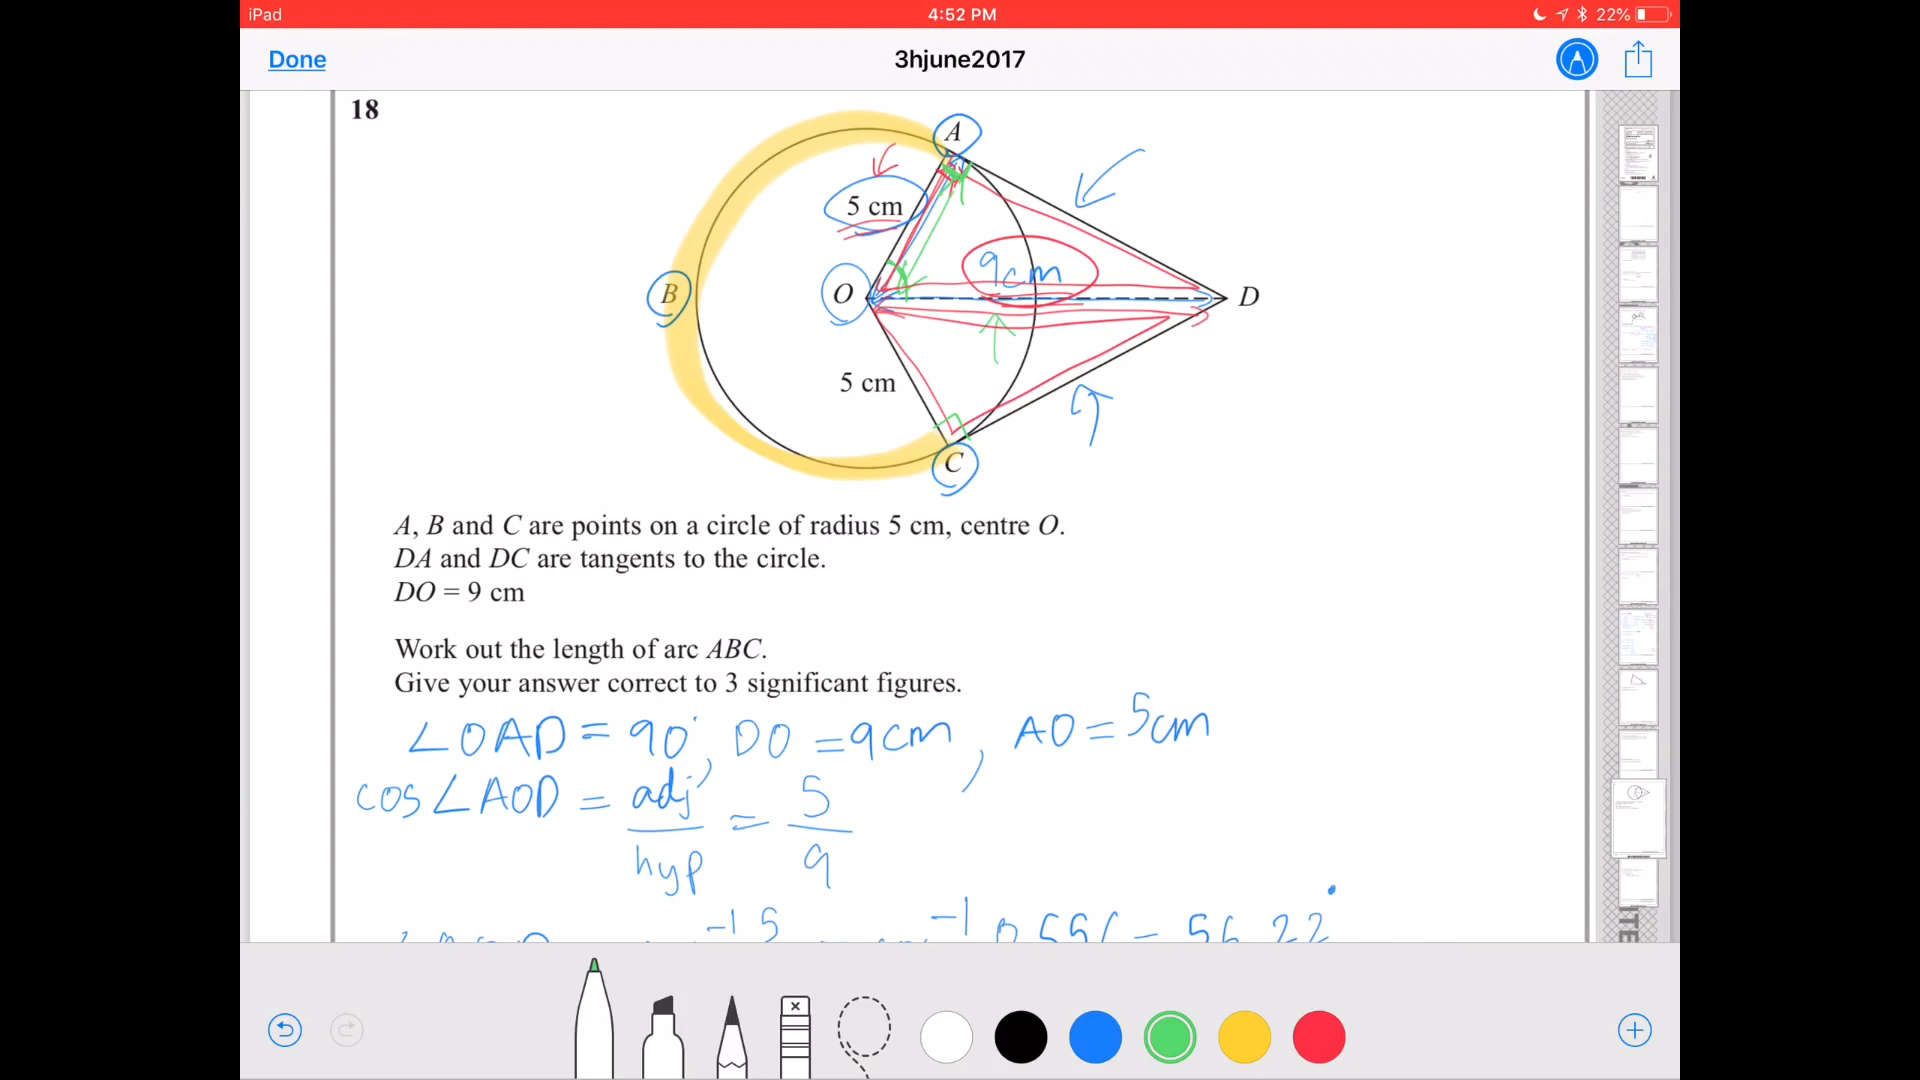 iPad 4:52 PM 22%
Done 3hjune2017
18
A
5 cm
9cm
B O D
5 cm
C
A, B and C are points on a circle of radius 5 cm, centre O.
DA and DC are tangents to the circle.
DO = 9 cm
Work out the length of arc ABC.
Give your answer correct to 3 significant figures.
∠OAD = 90°, DO = 9cm, AO = 5cm
cos∠AOD = adj/hyp = 5/9